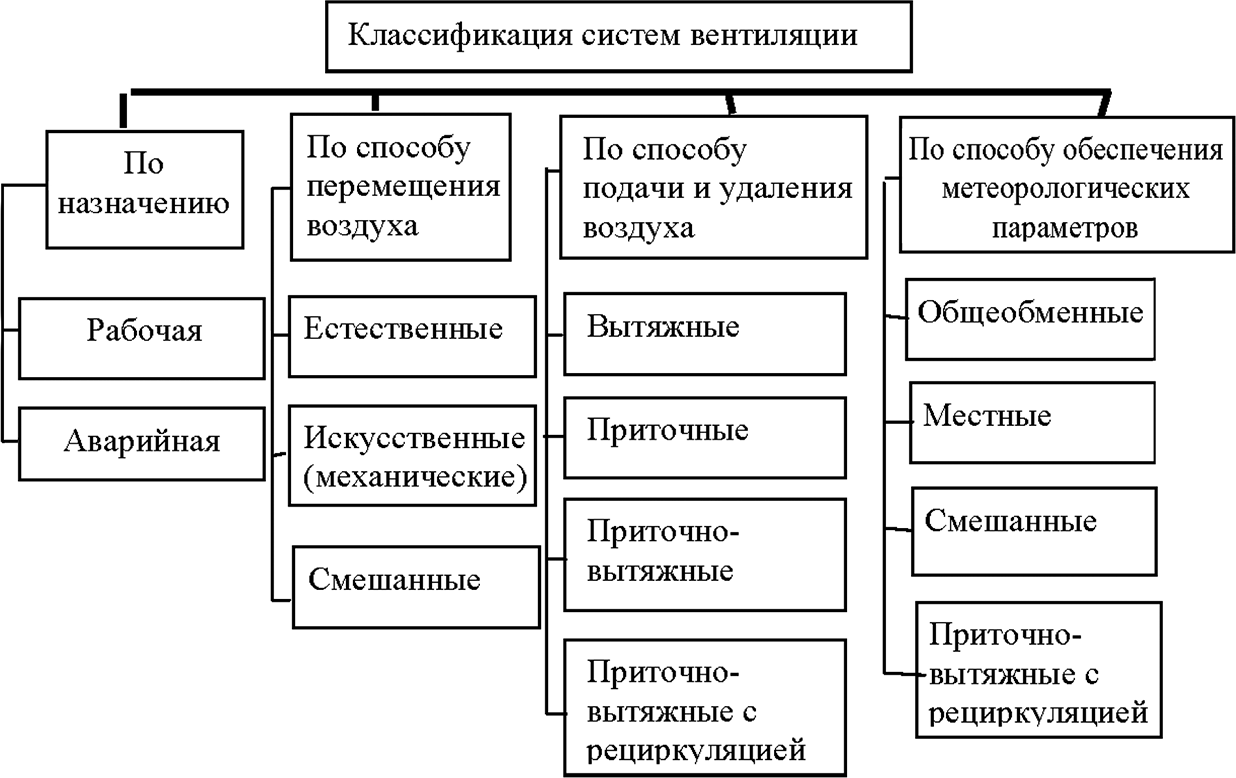 Классификация систем вентиляции
По
назначению
Рабочая
Аварийная
По способу
перемещения
воздуха
Естественные
Искусственные
(механические)
Смешанные
По способу
подачи и удаления
воздуха
Вытяжные
Приточные
Приточно-
вытяжные
Приточно-
вытяжные с
рециркуляцией
По способу обеспечения
метеорологических
параметров
Общеобменные
Местные
Смешанные
Приточно-
вытяжные с
рециркуляцией